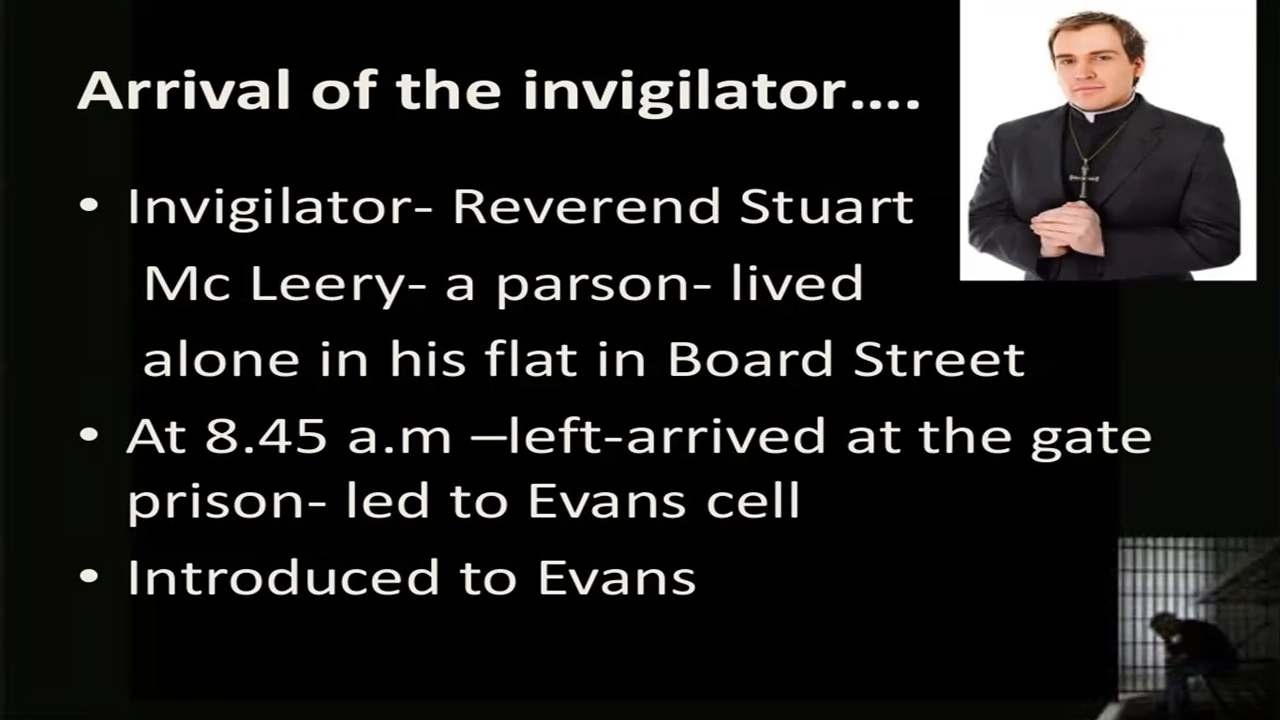 Arrival of the invigilator....
• Invigilator- Reverend Stuart
Mc Leery- a parson- lived
alone in his flat in Board Street
• At 8.45 a.m –left-arrived at the gate
prison- led to Evans cell
• Introduced to Evans